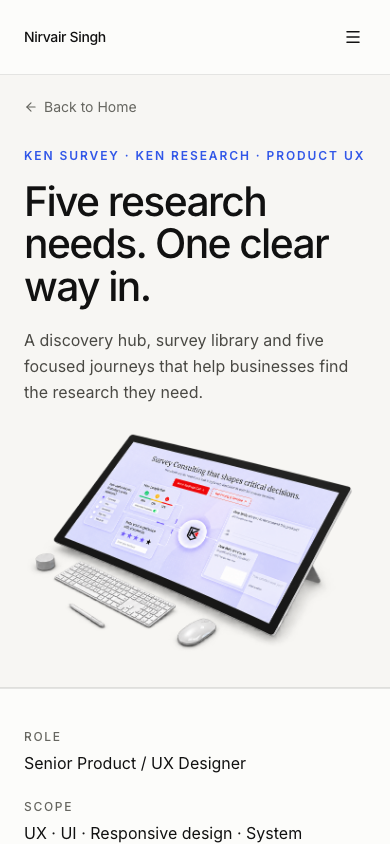 Nirvair Singh
← Back to Home
KEN SURVEY · KEN RESEARCH · PRODUCT UX
Five research
needs. One clear
way in.
A discovery hub, survey library and five
focused journeys that help businesses find
the research they need.
Survey Consulting that shapes critical decisions.
ROLE
Senior Product / UX Designer
SCOPE
UX · UI · Responsive design · System